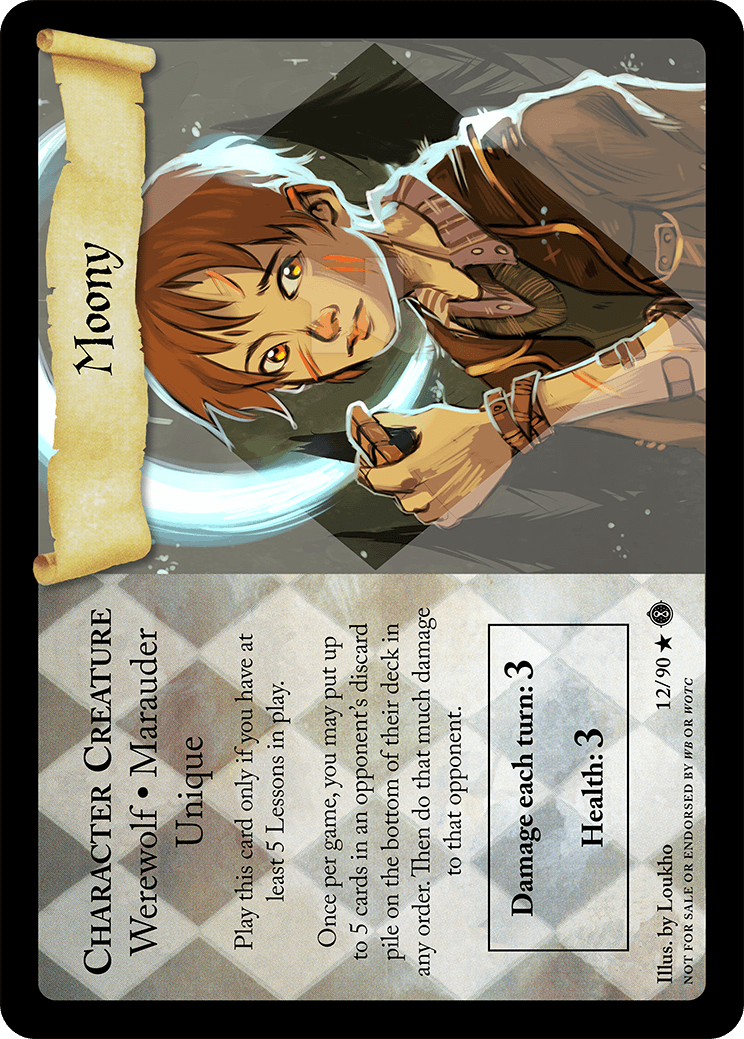 Moony
CHARACTER CREATURE
Werewolf • Marauder
Unique
Play this card only if you have at
least 5 Lessons in play.
Once per game, you may put up
to 5 cards in an opponent's discard
pile on the bottom of their deck in
any order. Then do that much damage
to that opponent.
Damage each turn: 3
Health: 3
Illus. by Loukho 12/90 ★
NOT FOR SALE OR ENDORSED BY WB OR WOTC